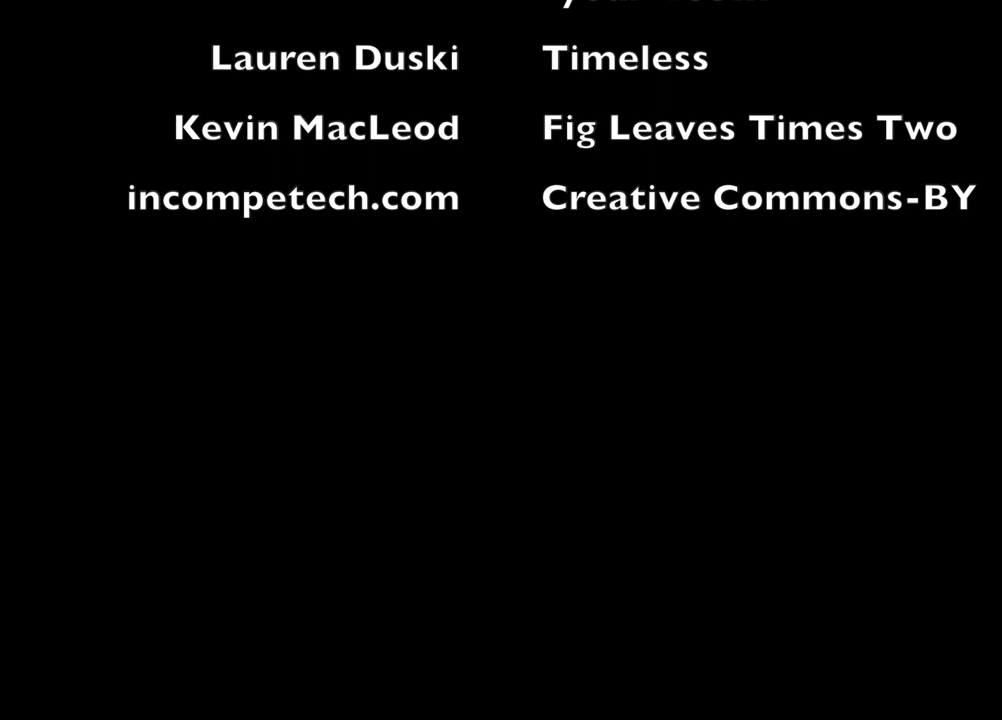 Lauren Duski Timeless
Kevin MacLeod Fig Leaves Times Two
incompetech.com Creative Commons-BY